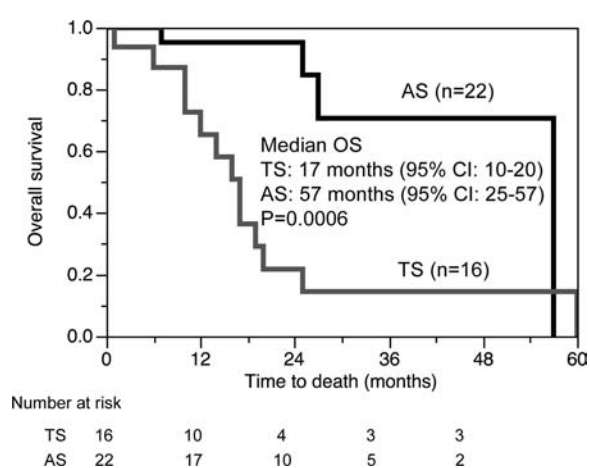 1.0
0.8
0.6
0.4
0.2
0.0
Overall survival
AS (n=22)
Median OS
TS: 17 months (95% CI: 10-20)
AS: 57 months (95% CI: 25-57)
P=0.0006
TS (n=16)
0 12 24 36 48 60
Time to death (months)
Number at risk
TS 16 10 4 3 3
AS 22 17 10 5 2